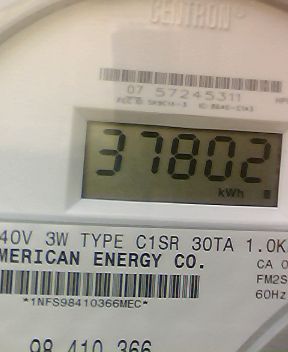 CENTRON®
07 57245311
37802
kWh
40V 3W TYPE C1SR 30TA 1.0K
MERICAN ENERGY CO.
CA 0
FM2S
60Hz
*1NFS98410366MEC*
98 410 366